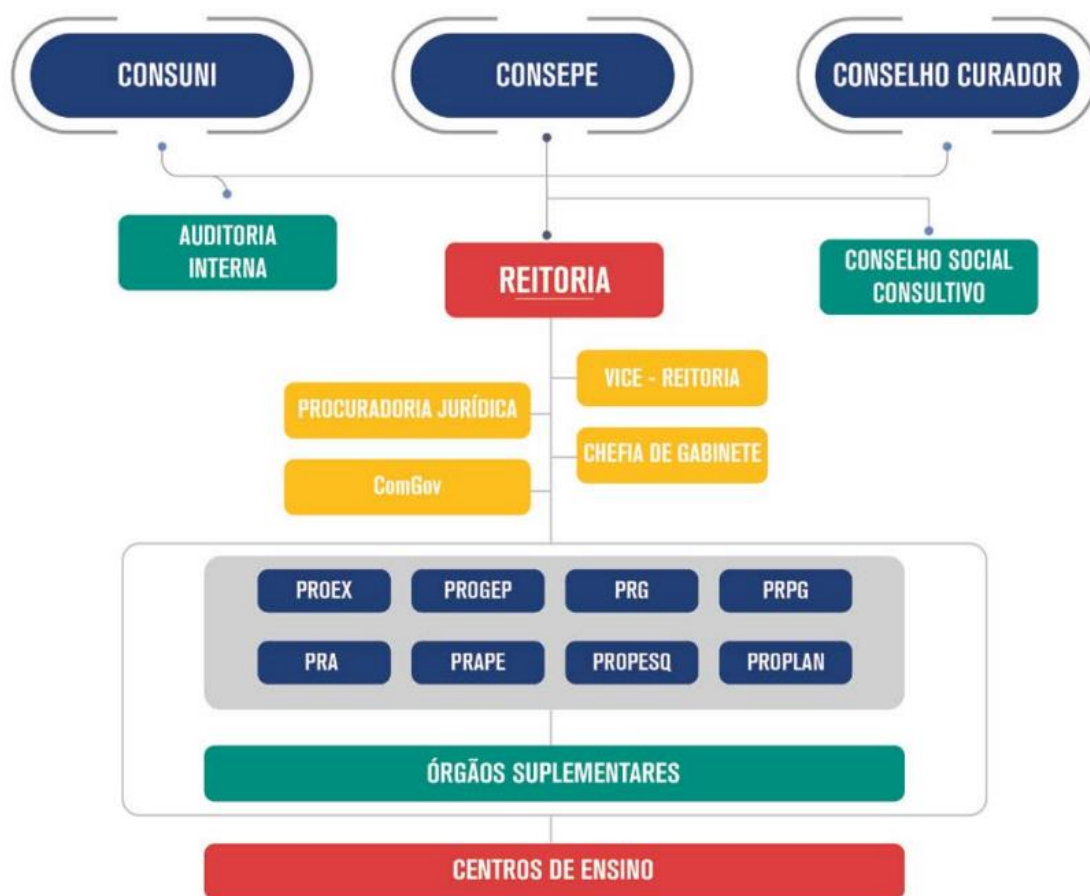 CONSUNI
CONSEPE
CONSELHO CURADOR
AUDITORIA
INTERNA
REITORIA
CONSELHO SOCIAL
CONSULTIVO
VICE - REITORIA
PROCURADORIA JURÍDICA
CHEFIA DE GABINETE
ComGov
PROEX
PROGEP
PRG
PRPG
PRA
PRAPE
PROPESQ
PROPLAN
ÓRGÃOS SUPLEMENTARES
CENTROS DE ENSINO